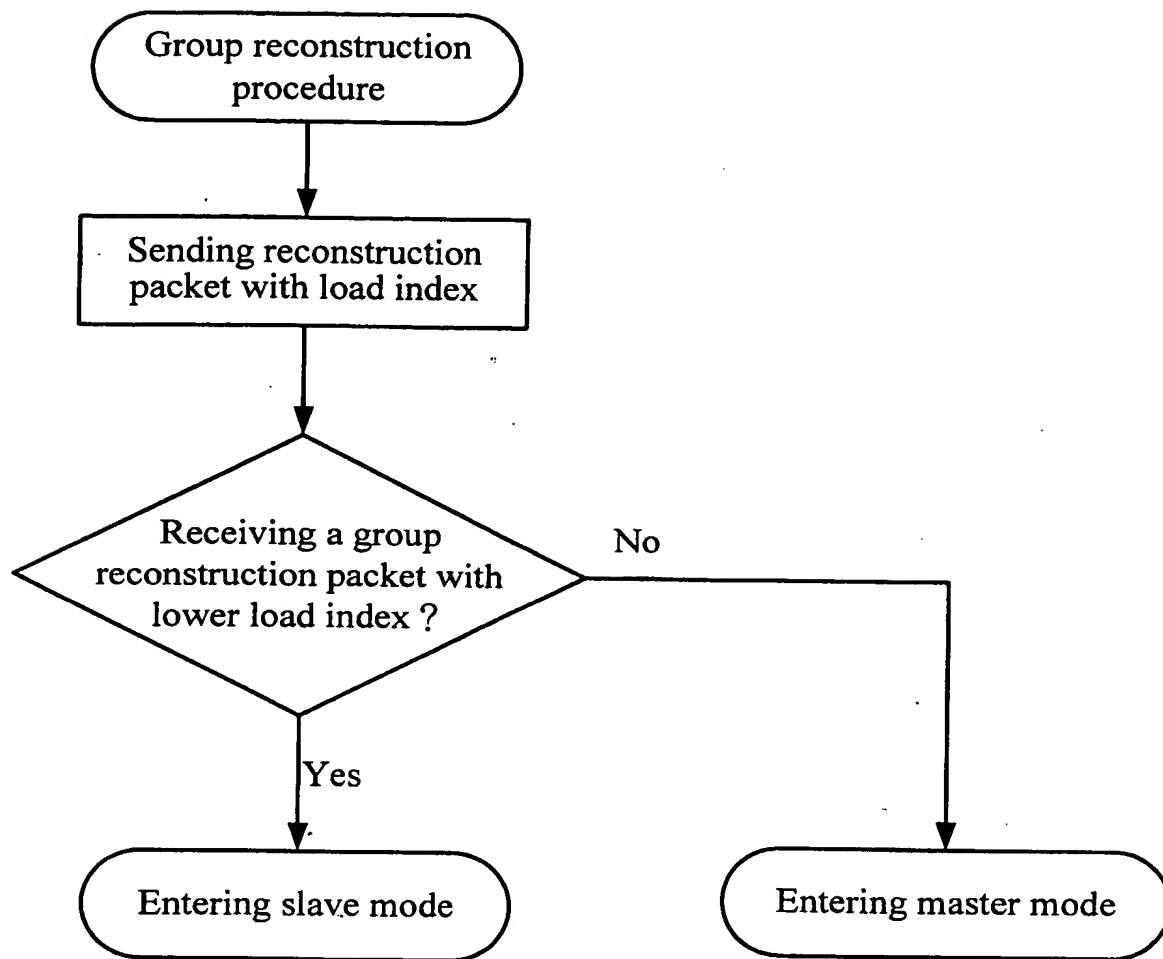 Group reconstruction
procedure
Sending reconstruction
packet with load index
Receiving a group
reconstruction packet with
lower load index ?
No
Yes
Entering slave mode
Entering master mode